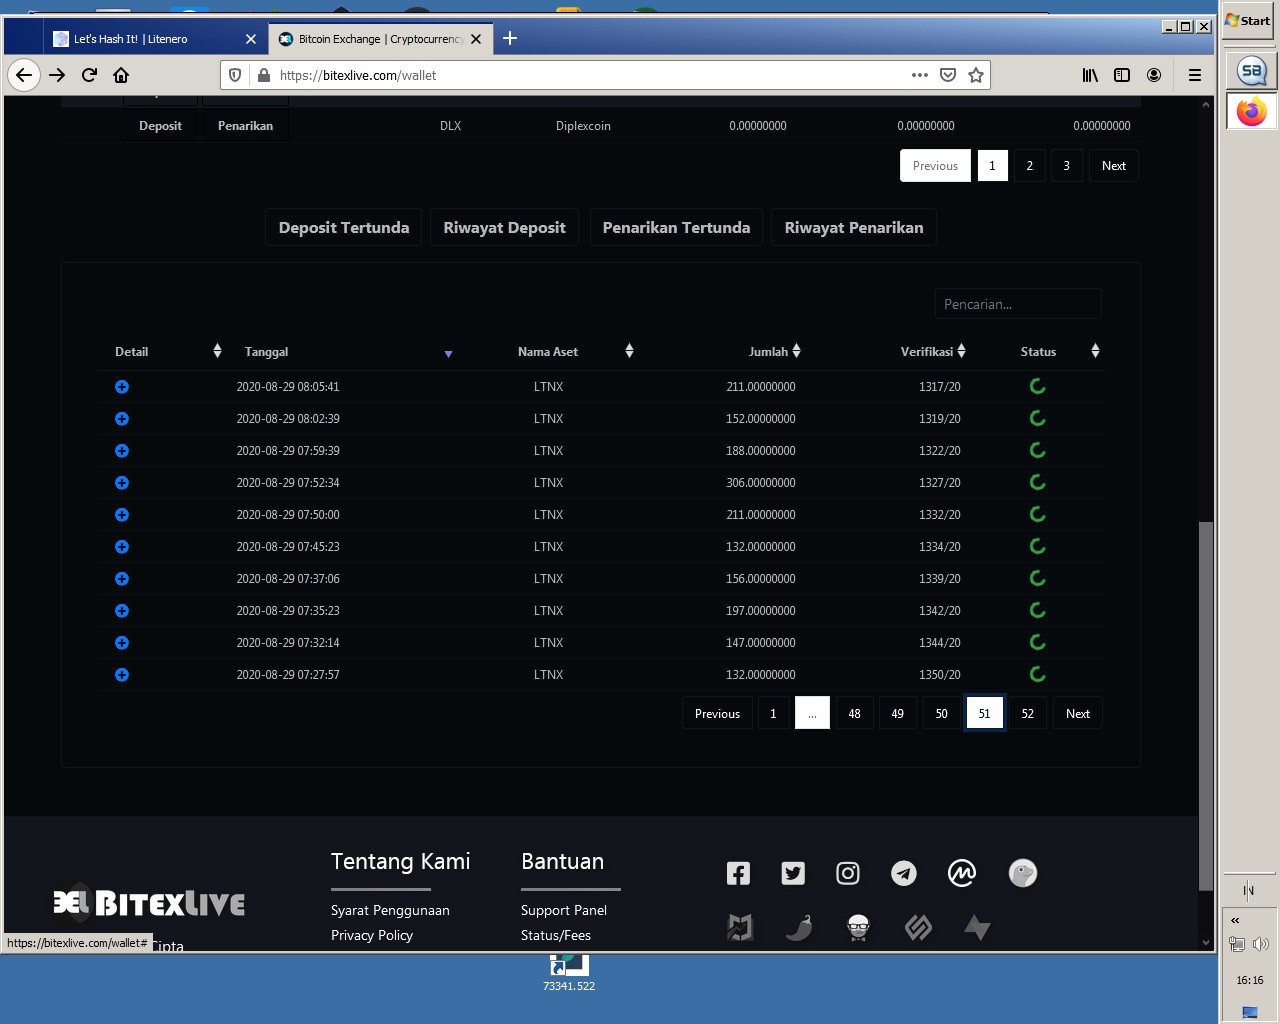 Start
Let's Hash It! | Litenero
Bitcoin Exchange | Cryptocurrency
https://bitexlive.com/wallet
Deposit Penarikan DLX Diplexcoin 0.00000000 0.00000000 0.00000000
Previous 1 2 3 Next
Deposit Tertunda Riwayat Deposit Penarikan Tertunda Riwayat Penarikan
Pencarian...
Detail Tanggal Nama Aset Jumlah Verifikasi Status
2020-08-29 08:05:41 LTNX 211.00000000 1317/20
2020-08-29 08:02:39 LTNX 152.00000000 1319/20
2020-08-29 07:59:39 LTNX 188.00000000 1322/20
2020-08-29 07:52:34 LTNX 306.00000000 1327/20
2020-08-29 07:50:00 LTNX 211.00000000 1332/20
2020-08-29 07:45:23 LTNX 132.00000000 1334/20
2020-08-29 07:37:06 LTNX 156.00000000 1339/20
2020-08-29 07:35:23 LTNX 197.00000000 1342/20
2020-08-29 07:32:14 LTNX 147.00000000 1344/20
2020-08-29 07:27:57 LTNX 132.00000000 1350/20
Previous 1 ... 48 49 50 51 52 Next
Tentang Kami Bantuan
BITEXLIVE
Syarat Penggunaan Support Panel
Privacy Policy Status/Fees
https://bitexlive.com/wallet#
Cipta
73341.522
IN
16:16